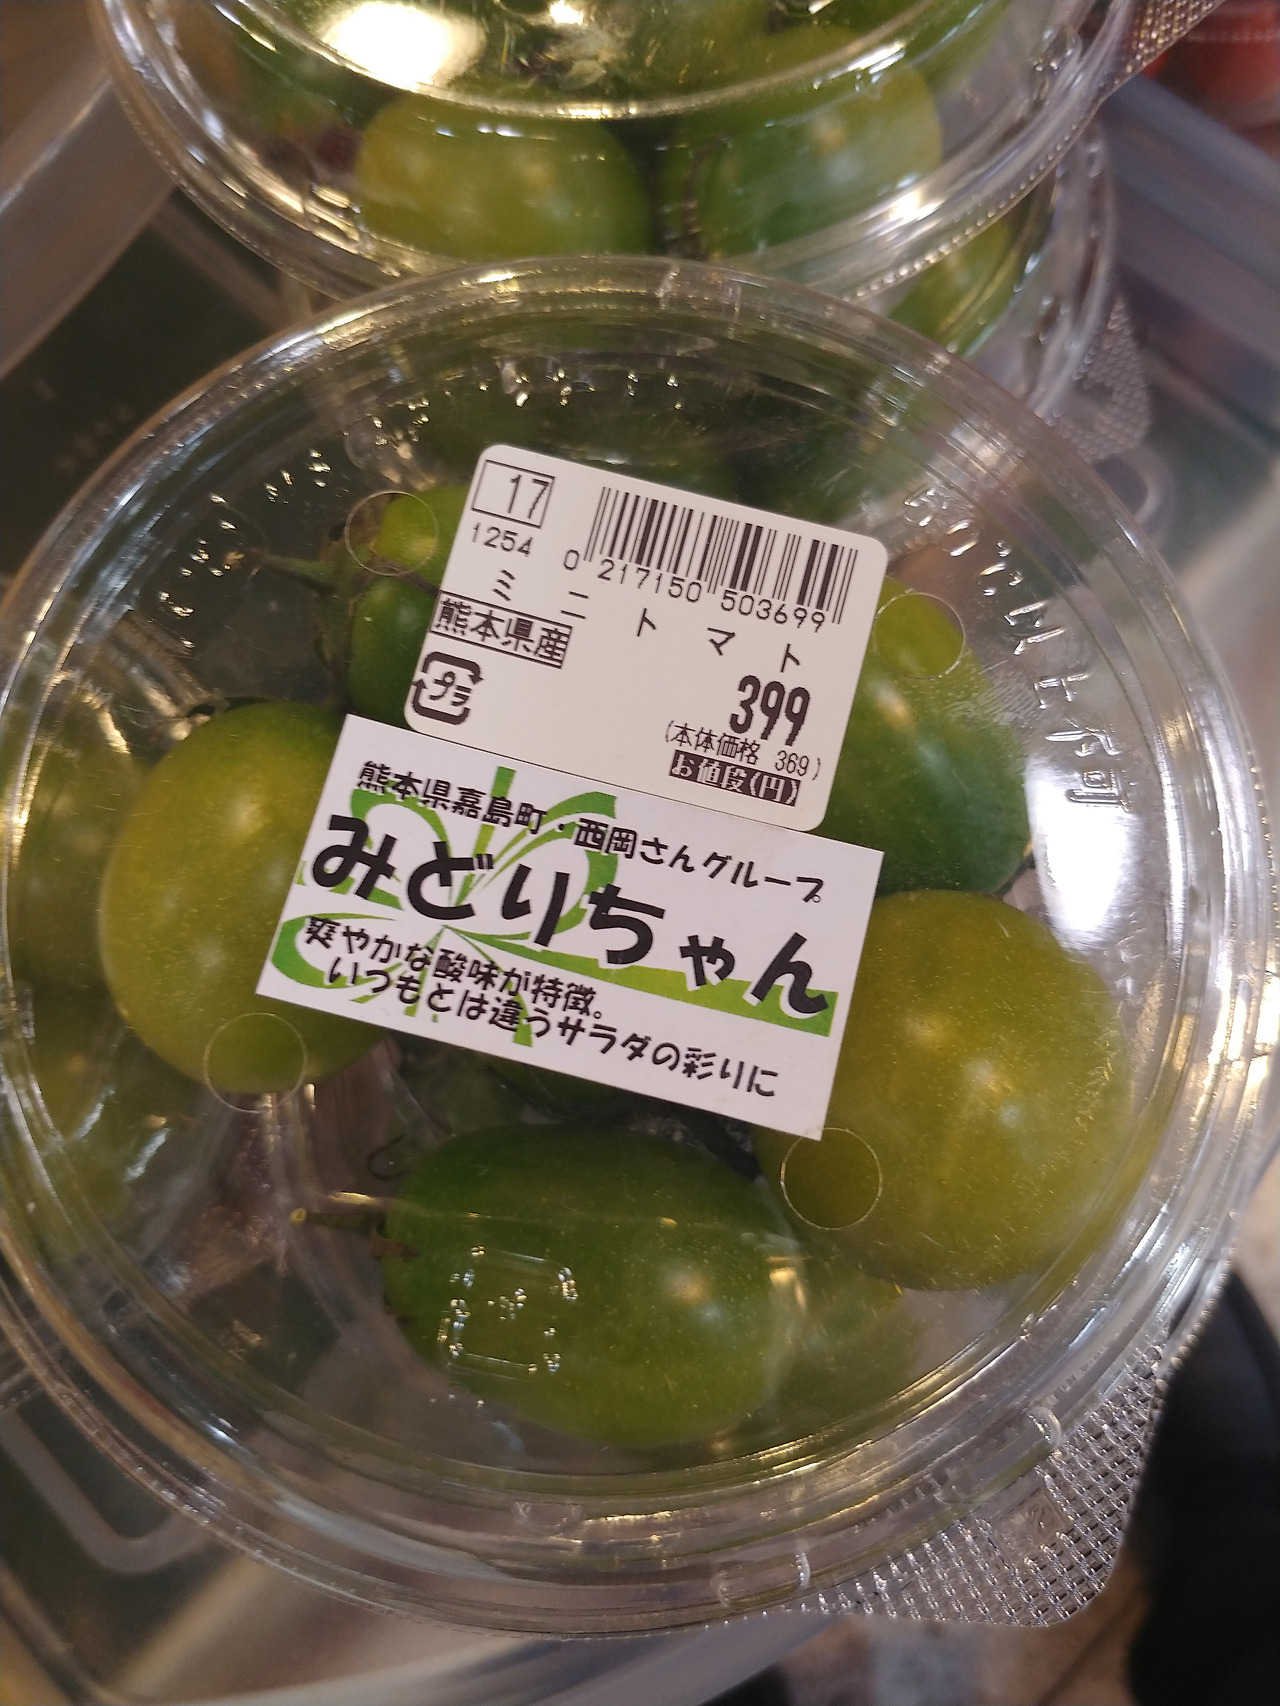 17
1254
0 217150 503699
ミニトマト
熊本県産
プラ
399
(本体価格 369)
お値段(円)
熊本県嘉島町・西岡さんグループ
みどりちゃん
爽やかな酸味が特徴。
いつもとは違うサラダの彩りに